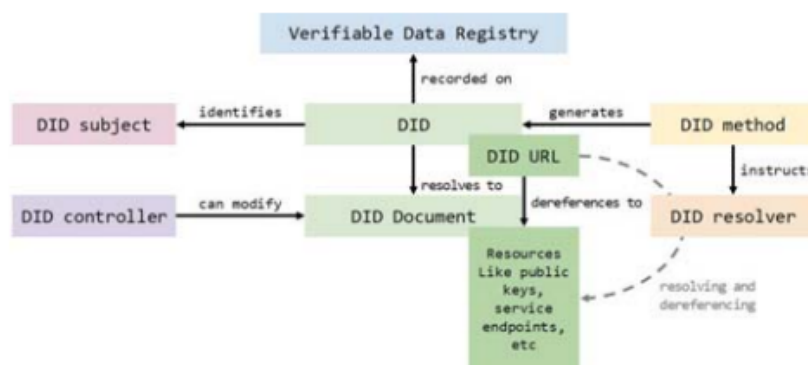 Verifiable Data Registry
recorded on
DID subject
identifies
DID
generates
DID method
DID URL
resolves to
instructs
DID controller
can modify
DID Document
dereferences to
DID resolver
Resources
Like public
keys,
service
endpoints,
etc
resolving and
dereferencing